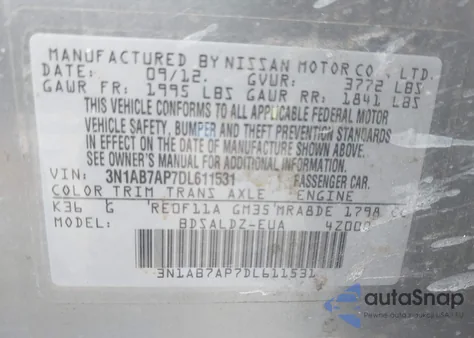 MANUFACTURED BY NISSAN MOTOR CO., LTD.
DATE: 09/12. GVWR: 3772 LBS
GAWR FR: 1995 LBS GAWR RR: 1841 LBS
THIS VEHICLE CONFORMS TO ALL APPLICABLE FEDERAL MOTOR
VEHICLE SAFETY, BUMPER AND THEFT PREVENTION STANDARDS
IN EFFECT ON THE DATE OF MANUFACTURE SHOWN ABOVE.
SEE OWNER'S MANUAL FOR ADDITIONAL INFORMATION.
VIN: 3N1AB7AP7DL611531 PASSENGER CAR.
COLOR TRIM TRANS AXLE ENGINE
K36 G RE0F11A GM35 MRA8DE 1798 CC
BDSALDZ-EUA 4Z000
3N1AB7AP7DL611531
autoSnap